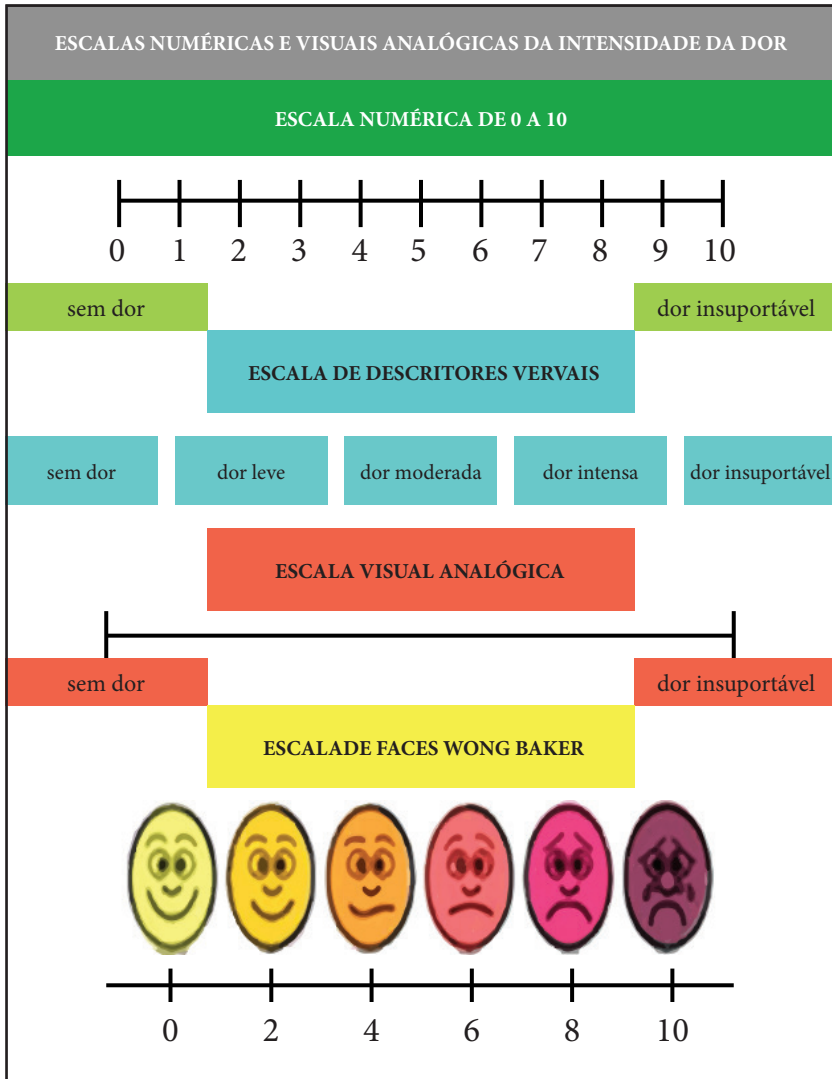 ESCALAS NUMÉRICAS E VISUAIS ANALÓGICAS DA INTENSIDADE DA DOR
ESCALA NUMÉRICA DE 0 A 10
0 1 2 3 4 5 6 7 8 9 10
sem dor dor insuportável
ESCALA DE DESCRITORES VERVAIS
sem dor dor leve dor moderada dor intensa dor insuportável
ESCALA VISUAL ANALÓGICA
sem dor dor insuportável
ESCALADE FACES WONG BAKER
0 2 4 6 8 10